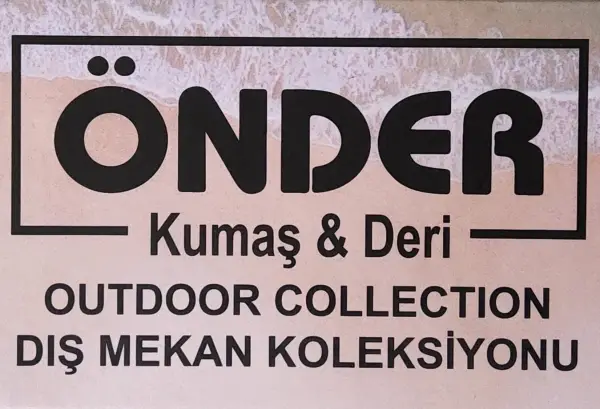 ÖNDER
Kumaş & Deri
OUTDOOR COLLECTION
DIŞ MEKAN KOLEKSİYONU